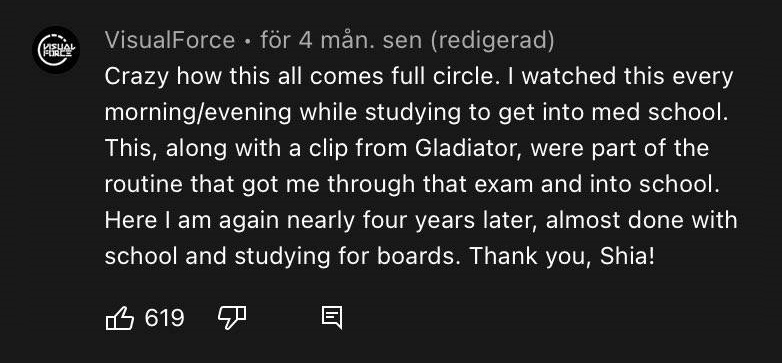 VISUAL
FORCE
VisualForce • för 4 mån. sen (redigerad)
Crazy how this all comes full circle. I watched this every
morning/evening while studying to get into med school.
This, along with a clip from Gladiator, were part of the
routine that got me through that exam and into school.
Here I am again nearly four years later, almost done with
school and studying for boards. Thank you, Shia!
619